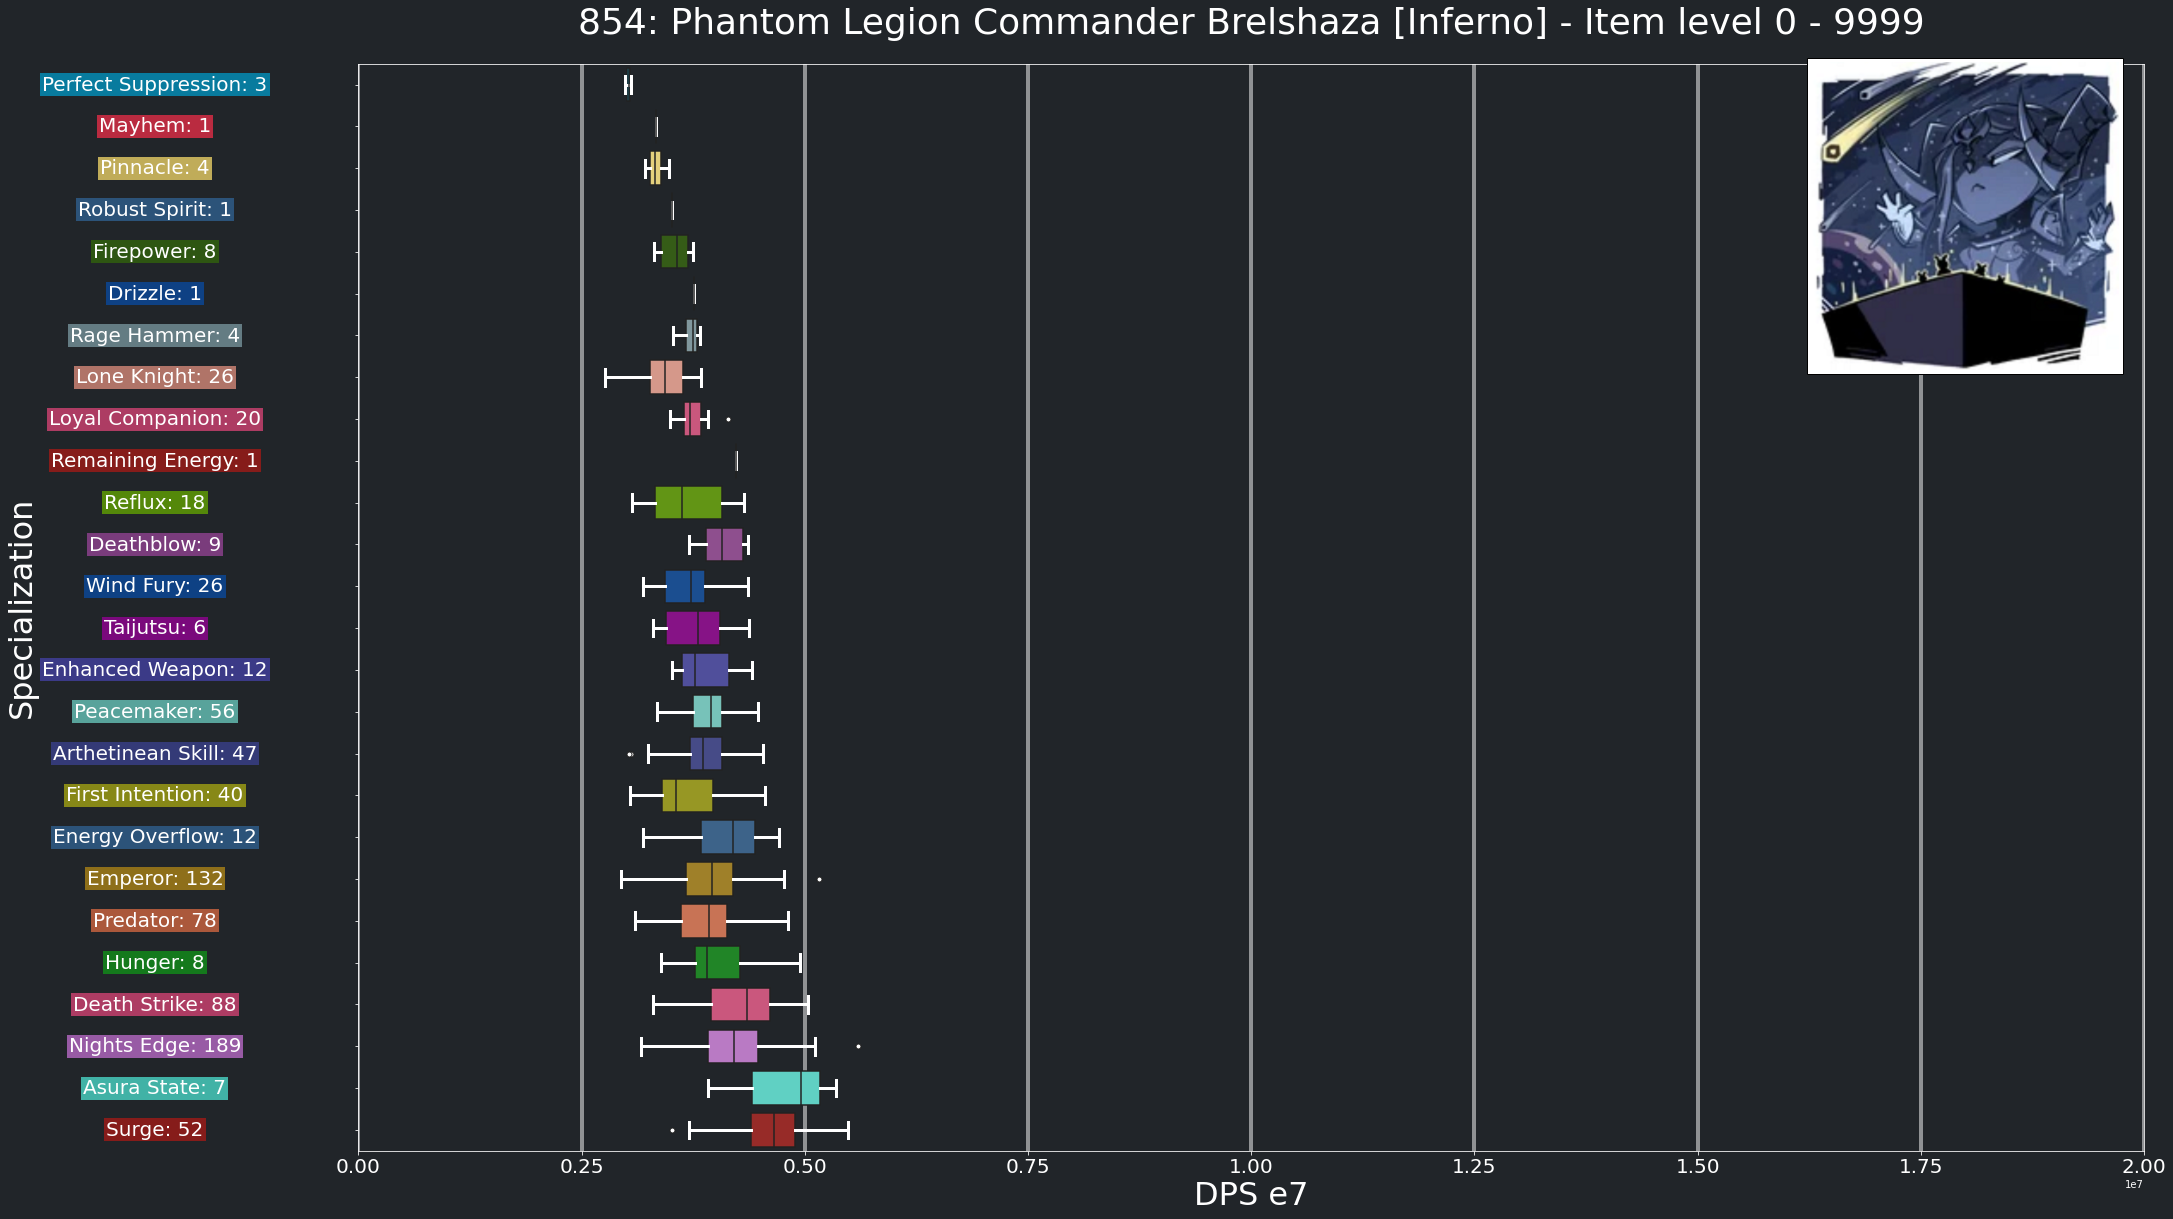 854: Phantom Legion Commander Brelshaza [Inferno] - Item level 0 - 9999
Specialization
Perfect Suppression: 3
Mayhem: 1
Pinnacle: 4
Robust Spirit: 1
Firepower: 8
Drizzle: 1
Rage Hammer: 4
Lone Knight: 26
Loyal Companion: 20
Remaining Energy: 1
Reflux: 18
Deathblow: 9
Wind Fury: 26
Taijutsu: 6
Enhanced Weapon: 12
Peacemaker: 56
Arthetinean Skill: 47
First Intention: 40
Energy Overflow: 12
Emperor: 132
Predator: 78
Hunger: 8
Death Strike: 88
Nights Edge: 189
Asura State: 7
Surge: 52
0.00 0.25 0.50 0.75 1.00 1.25 1.50 1.75 2.00
1e7
DPS e7